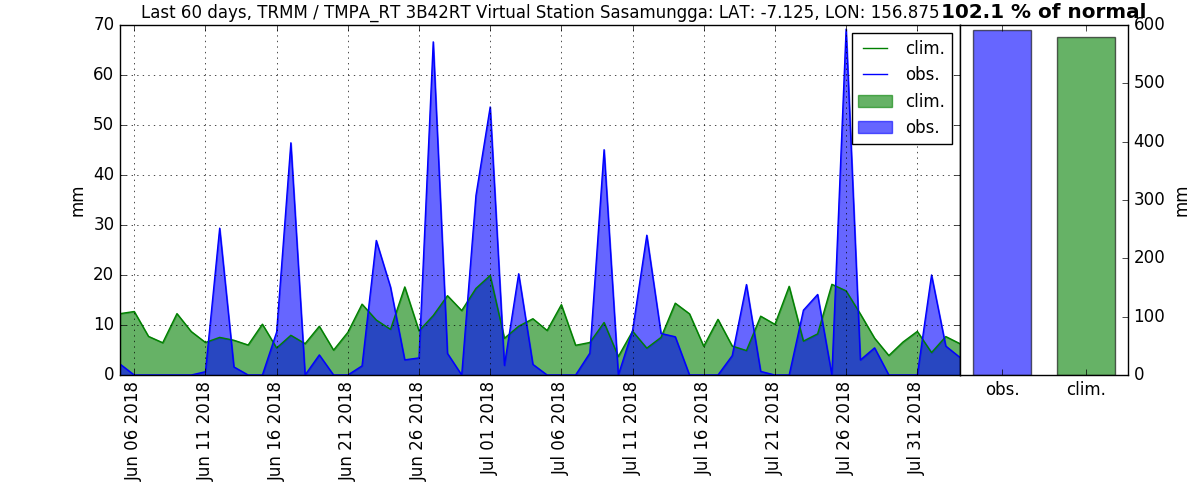 Last 60 days, TRMM / TMPA_RT 3B42RT Virtual Station Sasamungga: LAT: -7.125, LON: 156.875
102.1 % of normal
70
60
50
40
30
20
10
0
mm
clim.
obs.
clim.
obs.
Jun 06 2018
Jun 11 2018
Jun 16 2018
Jun 21 2018
Jun 26 2018
Jul 01 2018
Jul 06 2018
Jul 11 2018
Jul 16 2018
Jul 21 2018
Jul 26 2018
Jul 31 2018
600
500
400
300
200
100
0
mm
obs.
clim.